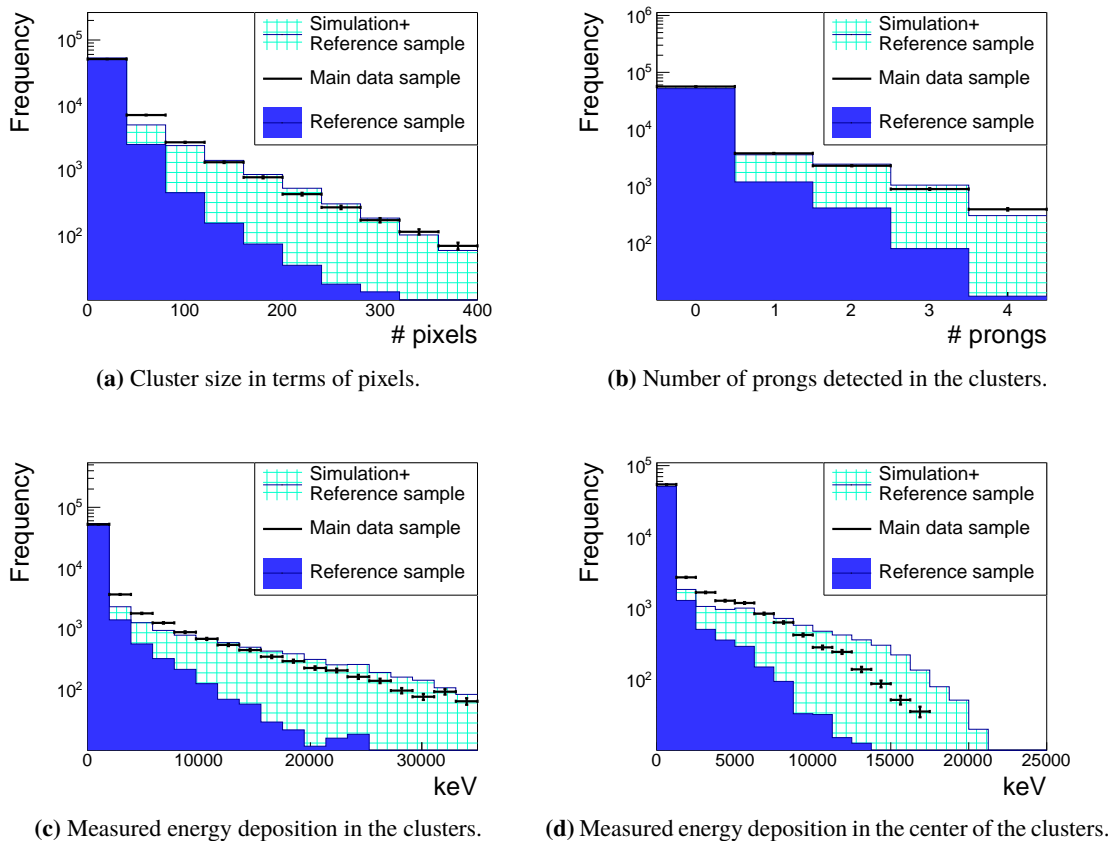 Frequency
10^5
10^4
10^3
10^2
0 100 200 300 400
# pixels
Simulation+
Reference sample
Main data sample
Reference sample
(a) Cluster size in terms of pixels.
Frequency
10^6
10^5
10^4
10^3
10^2
0 1 2 3 4
# prongs
Simulation+
Reference sample
Main data sample
Reference sample
(b) Number of prongs detected in the clusters.
Frequency
10^5
10^4
10^3
10^2
0 10000 20000 30000
keV
Simulation+
Reference sample
Main data sample
Reference sample
(c) Measured energy deposition in the clusters.
Frequency
10^5
10^4
10^3
10^2
0 5000 10000 15000 20000 25000
keV
Simulation+
Reference sample
Main data sample
Reference sample
(d) Measured energy deposition in the center of the clusters.